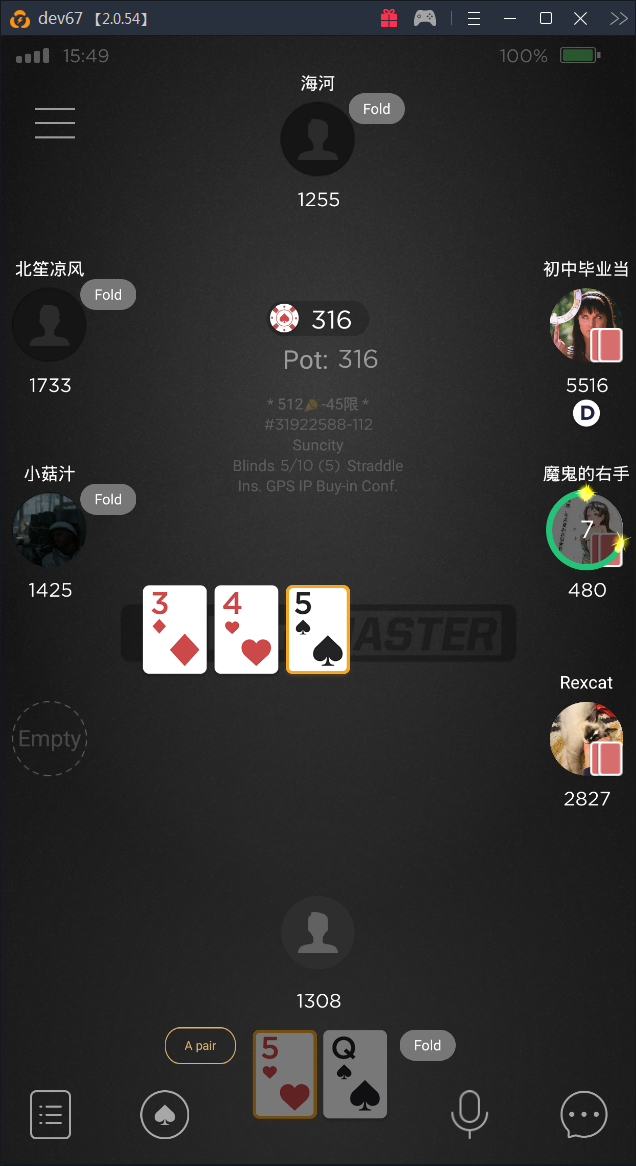 dev67 【2.0.54】
15:49
100%
海河
Fold
1255
北笙凉风
Fold
1733
初中毕业当
5516
D
316
Pot: 316
* 512 -45限 *
#31922588-112
Suncity
Blinds 5/10 (5) Straddle
Ins. GPS IP Buy-in Conf.
小菇汁
Fold
1425
魔鬼的右手
7
480
3 4 5
MASTER
Rexcat
2827
Empty
1308
A pair
5 Q
Fold